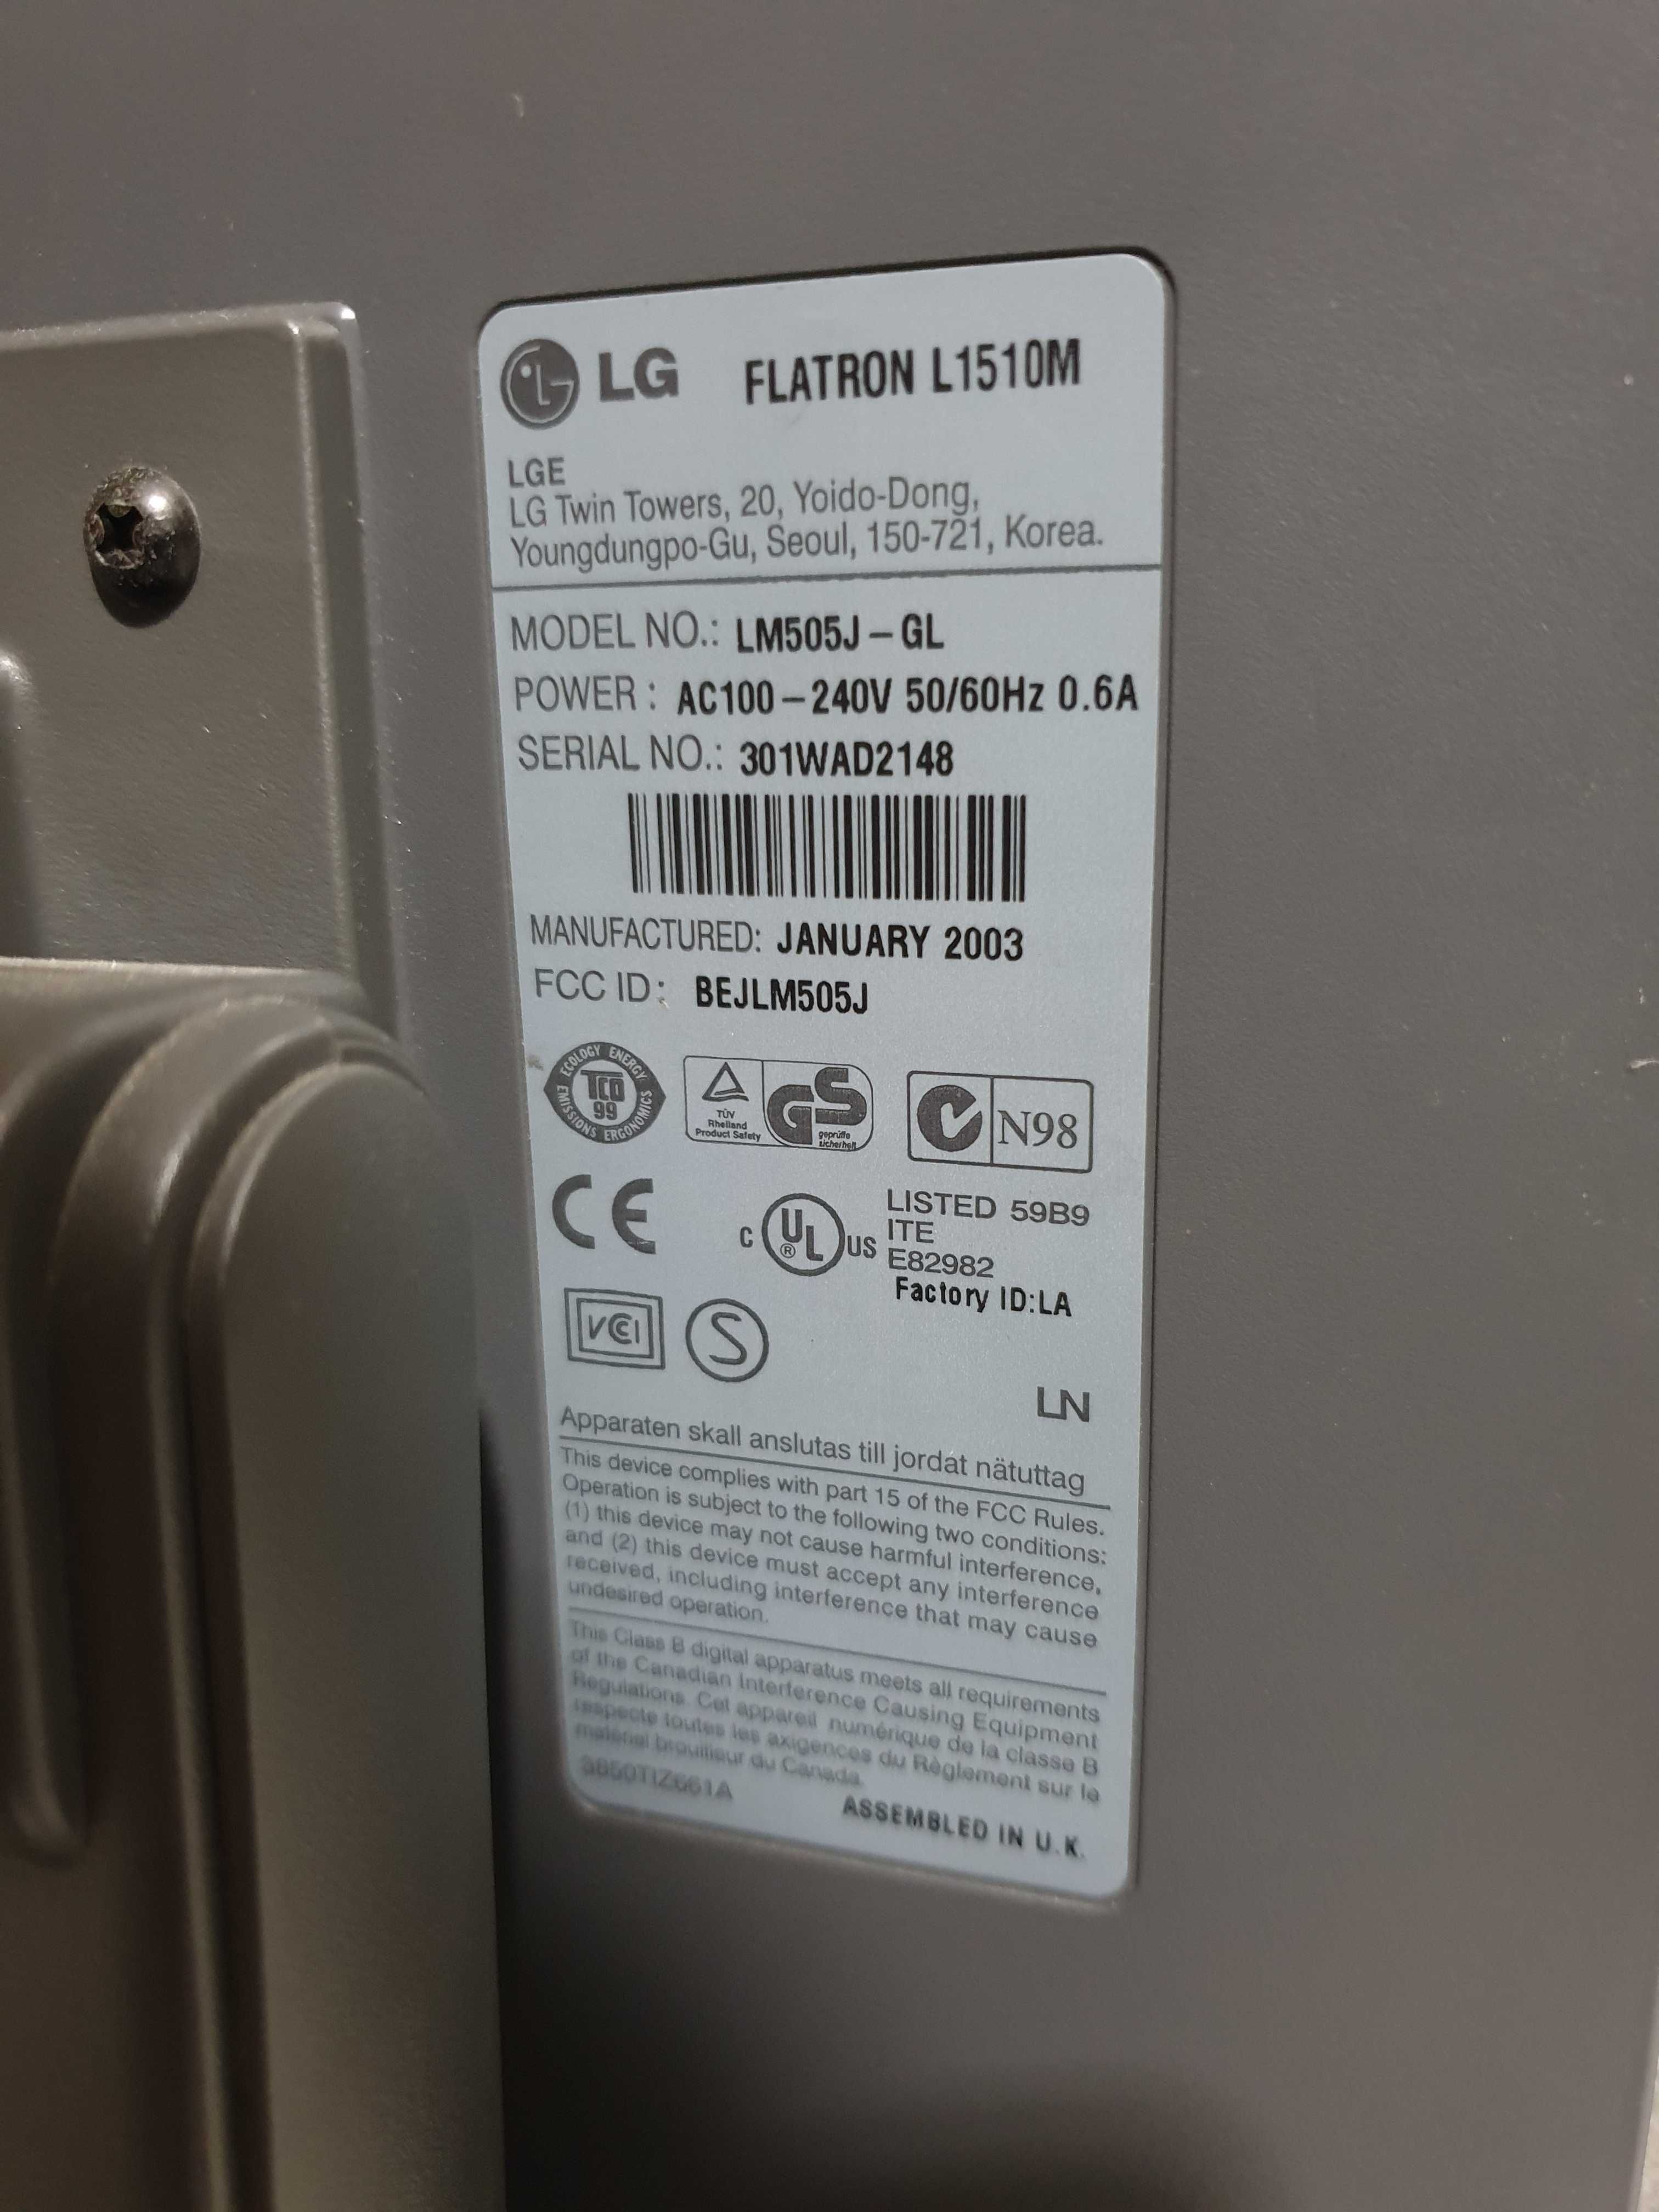 LG FLATRON L1510M
LGE
LG Twin Towers, 20, Yoido-Dong,
Youngdungpo-Gu, Seoul, 150-721, Korea.
MODEL NO.: LM505J – GL
POWER : AC100 – 240V 50/60Hz 0.6A
SERIAL NO.: 301WAD2148
MANUFACTURED: JANUARY 2003
FCC ID: BEJLM505J
ECOLOGY ENERGY
TCO
99
EMISSIONS ERGONOMICS
TÜV
Rheiland
Product Safety
GS
geprüfte
sicherheit
N98
CE
C UL ® US
LISTED 59B9
ITE
E82982
Factory ID:LA
VCCI
S
LN
Apparaten skall anslutas till jordat nätuttag
This device complies with part 15 of the FCC Rules.
Operation is subject to the following two conditions:
(1) this device may not cause harmful interference,
and (2) this device must accept any interference
received, including interference that may cause
undesired operation.
This Class B digital apparatus meets all requirements
of the Canadian Interference Causing Equipment
Regulations. Cet appareil numérique de la classe B
respecte toutes les axigences du Règlement sur le
matériel brouilleur du Canada.
ASSEMBLED IN U.K.